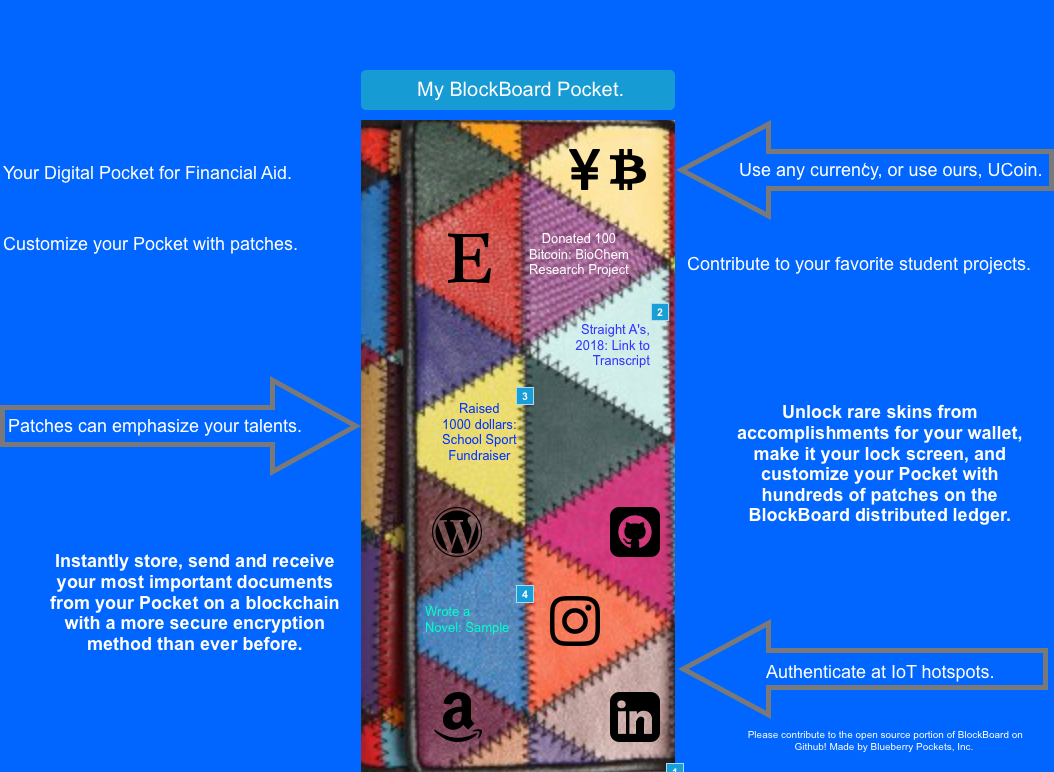 My BlockBoard Pocket.
Your Digital Pocket for Financial Aid.
Use any currency, or use ours, UCoin.
Customize your Pocket with patches.
E
Donated 100
Bitcoin: BioChem
Research Project
Contribute to your favorite student projects.
2
Straight A's,
2018: Link to
Transcript
3
Raised
1000 dollars:
School Sport
Fundraiser
Patches can emphasize your talents.
Unlock rare skins from
accomplishments for your wallet,
make it your lock screen, and
customize your Pocket with
hundreds of patches on the
BlockBoard distributed ledger.
Instantly store, send and receive
your most important documents
from your Pocket on a blockchain
with a more secure encryption
method than ever before.
4
Wrote a
Novel: Sample
Authenticate at IoT hotspots.
a
in
Please contribute to the open source portion of BlockBoard on
Github! Made by Blueberry Pockets, Inc.
1